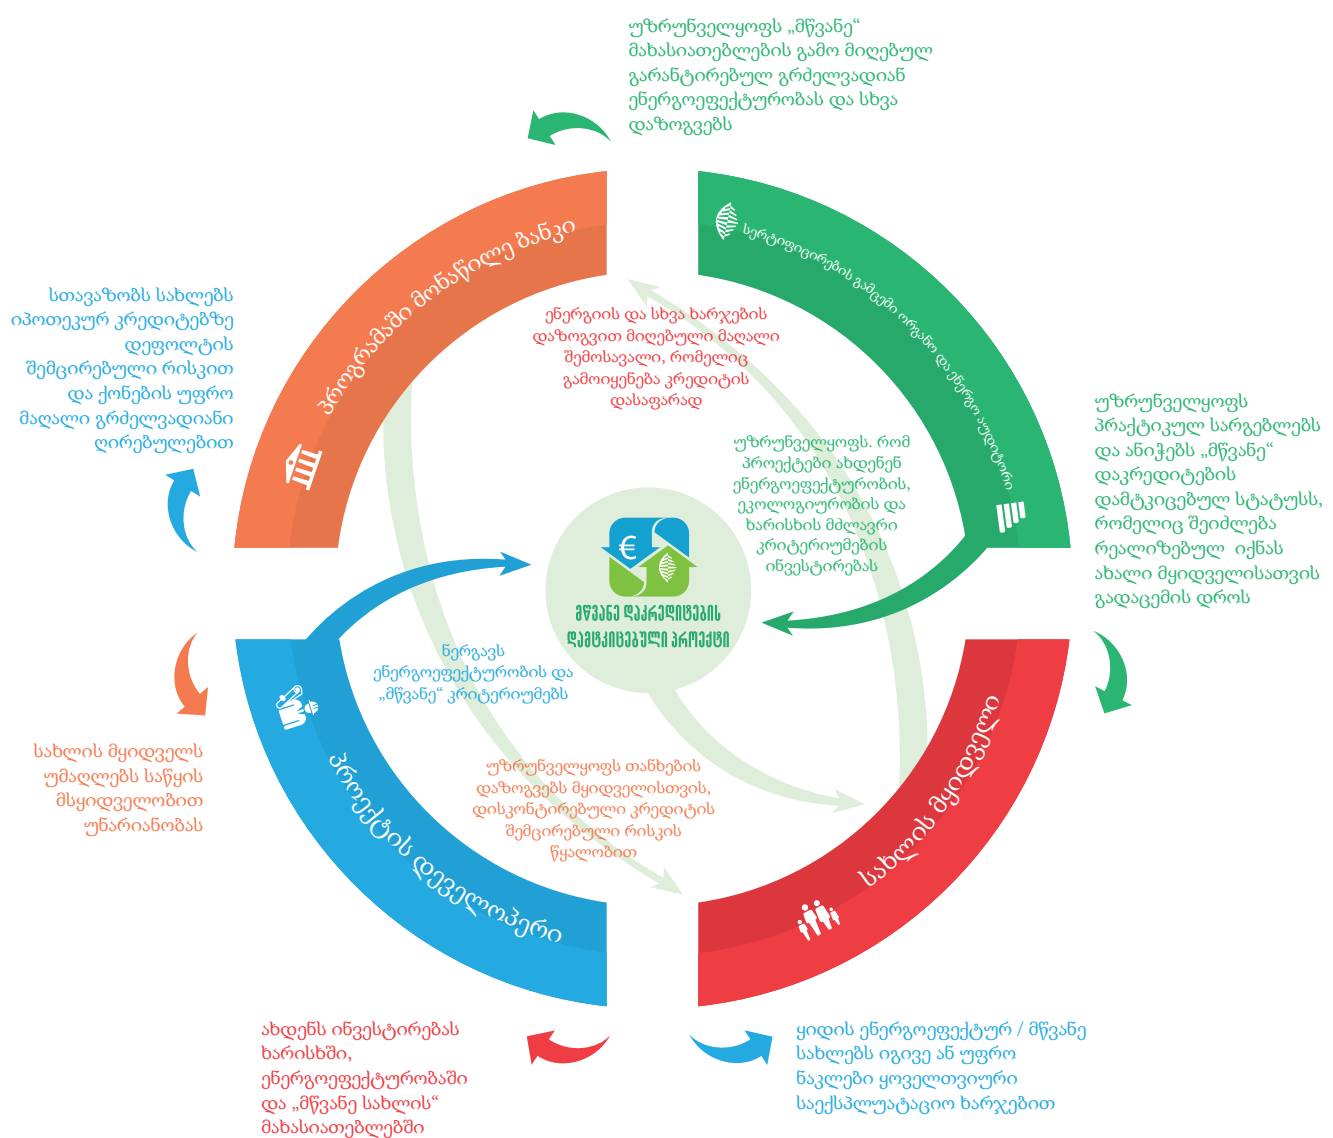 უზრუნველყოფს „მწვანე“
მახასიათებლების გამო მიღებულ
გარანტირებულ გრძელვადიან
ენერგოეფექტურობას და სხვა
დაზოგვებს
პროგრამაში მონაწილე ბანკი
სერტიფიცირების გამცემი ორგანო და ენერგო აუდიტორი
სთავაზობს სახლებს
იპოთეკურ კრედიტებზე
დეფოლტის
შემცირებული რისკით
და ქონების უფრო
მაღალი გრძელვადიანი
ღირებულებით
ენერგიის და სხვა ხარჯების
დაზოგვით მიღებული მაღალი
შემოსავალი, რომელიც
გამოიყენება კრედიტის
დასაფარად
უზრუნველყოფს. რომ
პროექტები ახდენენ
ენერგოეფექტურობის,
ეკოლოგიურობის და
ხარისხის მძლავრი
კრიტერიუმების
ინვესტირებას
უზრუნველყოფს
პრაქტიკულ სარგებლებს
და ანიჭებს „მწვანე“
დაკრედიტების
დამტკიცებულ სტატუსს,
რომელიც შეიძლება
რეალიზებულ იქნას
ახალი მყიდველისათვის
გადაცემის დროს
€
მწვანე დაკრედიტების
დამტკიცებული პროექტი
ნერგავს
ენერგოეფექტურობის და
„მწვანე“ კრიტერიუმებს
სახლის მყიდველს
უმაღლებს საწყის
მსყიდველობით
უნარიანობას
უზრუნველყოფს თანხების
დაზოგვებს მყიდველისთვის,
დისკონტირებული კრედიტის
შემცირებული რისკის
წყალობით
პროექტის დეველოპერი
სახლის მყიდველი
ახდენს ინვესტირებას
ხარისხში,
ენერგოეფექტურობაში
და „მწვანე სახლის“
მახასიათებლებში
ყიდის ენერგოეფექტურ / მწვანე
სახლებს იგივე ან უფრო
ნაკლები ყოველთვიური
საექსპლუატაციო ხარჯებით